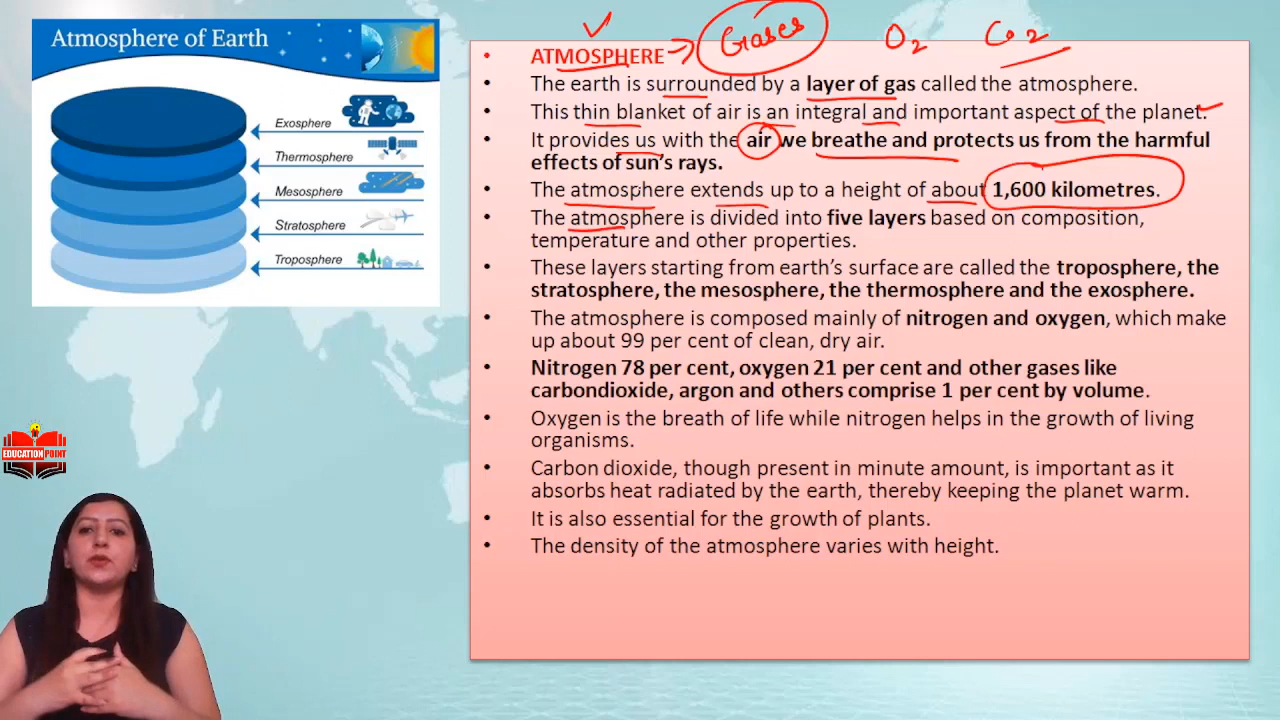 Atmosphere of Earth
Exosphere
Thermosphere
Mesosphere
Stratosphere
Troposphere
Gases O2 CO2
• ATMOSPHERE →
• The earth is surrounded by a layer of gas called the atmosphere.
• This thin blanket of air is an integral and important aspect of the planet.
• It provides us with the air we breathe and protects us from the harmful
effects of sun's rays.
• The atmosphere extends up to a height of about 1,600 kilometres.
• The atmosphere is divided into five layers based on composition,
temperature and other properties.
• These layers starting from earth's surface are called the troposphere, the
stratosphere, the mesosphere, the thermosphere and the exosphere.
• The atmosphere is composed mainly of nitrogen and oxygen, which make
up about 99 per cent of clean, dry air.
• Nitrogen 78 per cent, oxygen 21 per cent and other gases like
carbondioxide, argon and others comprise 1 per cent by volume.
• Oxygen is the breath of life while nitrogen helps in the growth of living
organisms.
• Carbon dioxide, though present in minute amount, is important as it
absorbs heat radiated by the earth, thereby keeping the planet warm.
• It is also essential for the growth of plants.
• The density of the atmosphere varies with height.
EDUCATION POINT